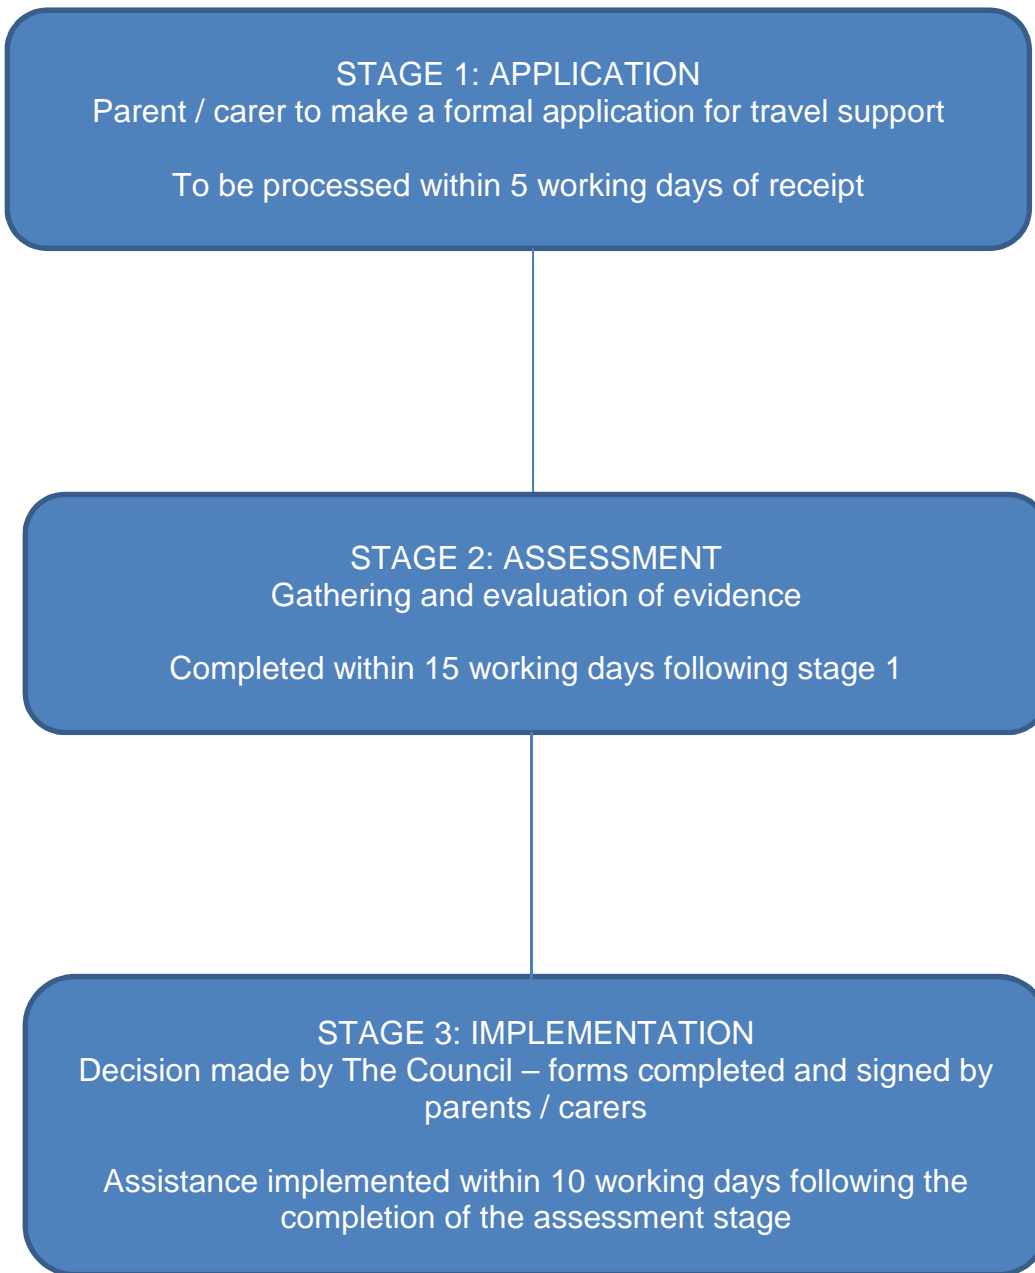 STAGE 1: APPLICATION
Parent / carer to make a formal application for travel support
To be processed within 5 working days of receipt
STAGE 2: ASSESSMENT
Gathering and evaluation of evidence
Completed within 15 working days following stage 1
STAGE 3: IMPLEMENTATION
Decision made by The Council – forms completed and signed by
parents / carers
Assistance implemented within 10 working days following the
completion of the assessment stage